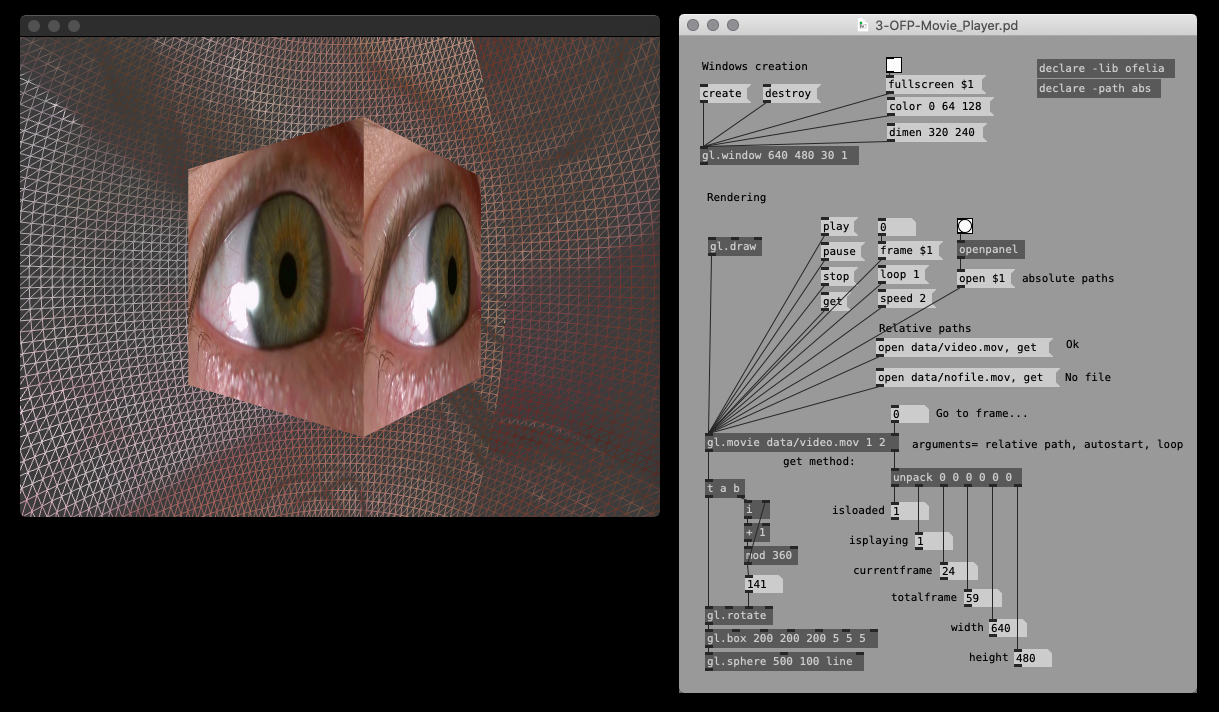 3-OFP-Movie_Player.pd
Windows creation
declare -lib ofelia
create destroy fullscreen $1
declare -path abs
color 0 64 128
dimen 320 240
gl.window 640 480 30 1
Rendering
play 0
gl.draw pause frame $1 openpanel
stop loop 1 open $1 absolute paths
get speed 2
Relative paths
open data/video.mov, get Ok
open data/nofile.mov, get No file
0 Go to frame...
gl.movie data/video.mov 1 2 arguments= relative path, autostart, loop
get method:
unpack 0 0 0 0 0 0
t a b
i isloaded 1
+ 1
isplaying 1
mod 360
currentframe 24
141
totalframe 59
gl.rotate
width 640
gl.box 200 200 200 5 5 5
height 480
gl.sphere 500 100 line